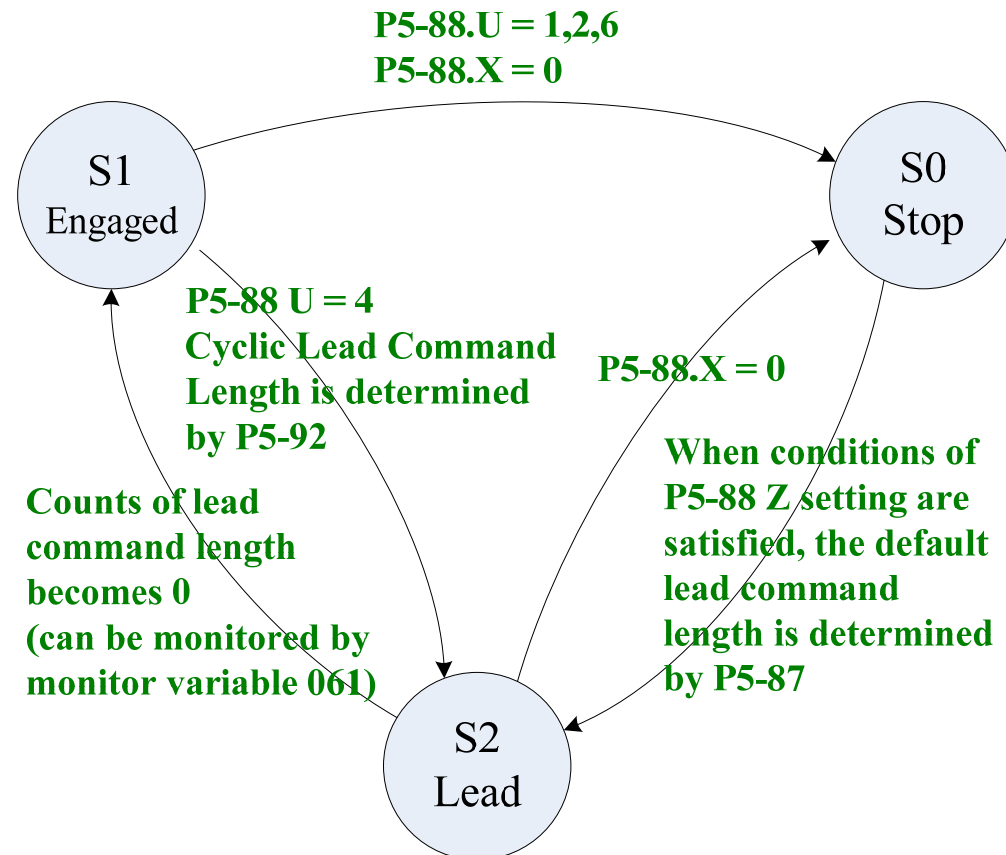 P5-88.U = 1,2,6
P5-88.X = 0
S1
Engaged
S0
Stop
P5-88 U = 4
Cyclic Lead Command
Length is determined
by P5-92
P5-88.X = 0
When conditions of
P5-88 Z setting are
satisfied, the default
lead command
length is determined
by P5-87
Counts of lead
command length
becomes 0
(can be monitored by
monitor variable 061)
S2
Lead